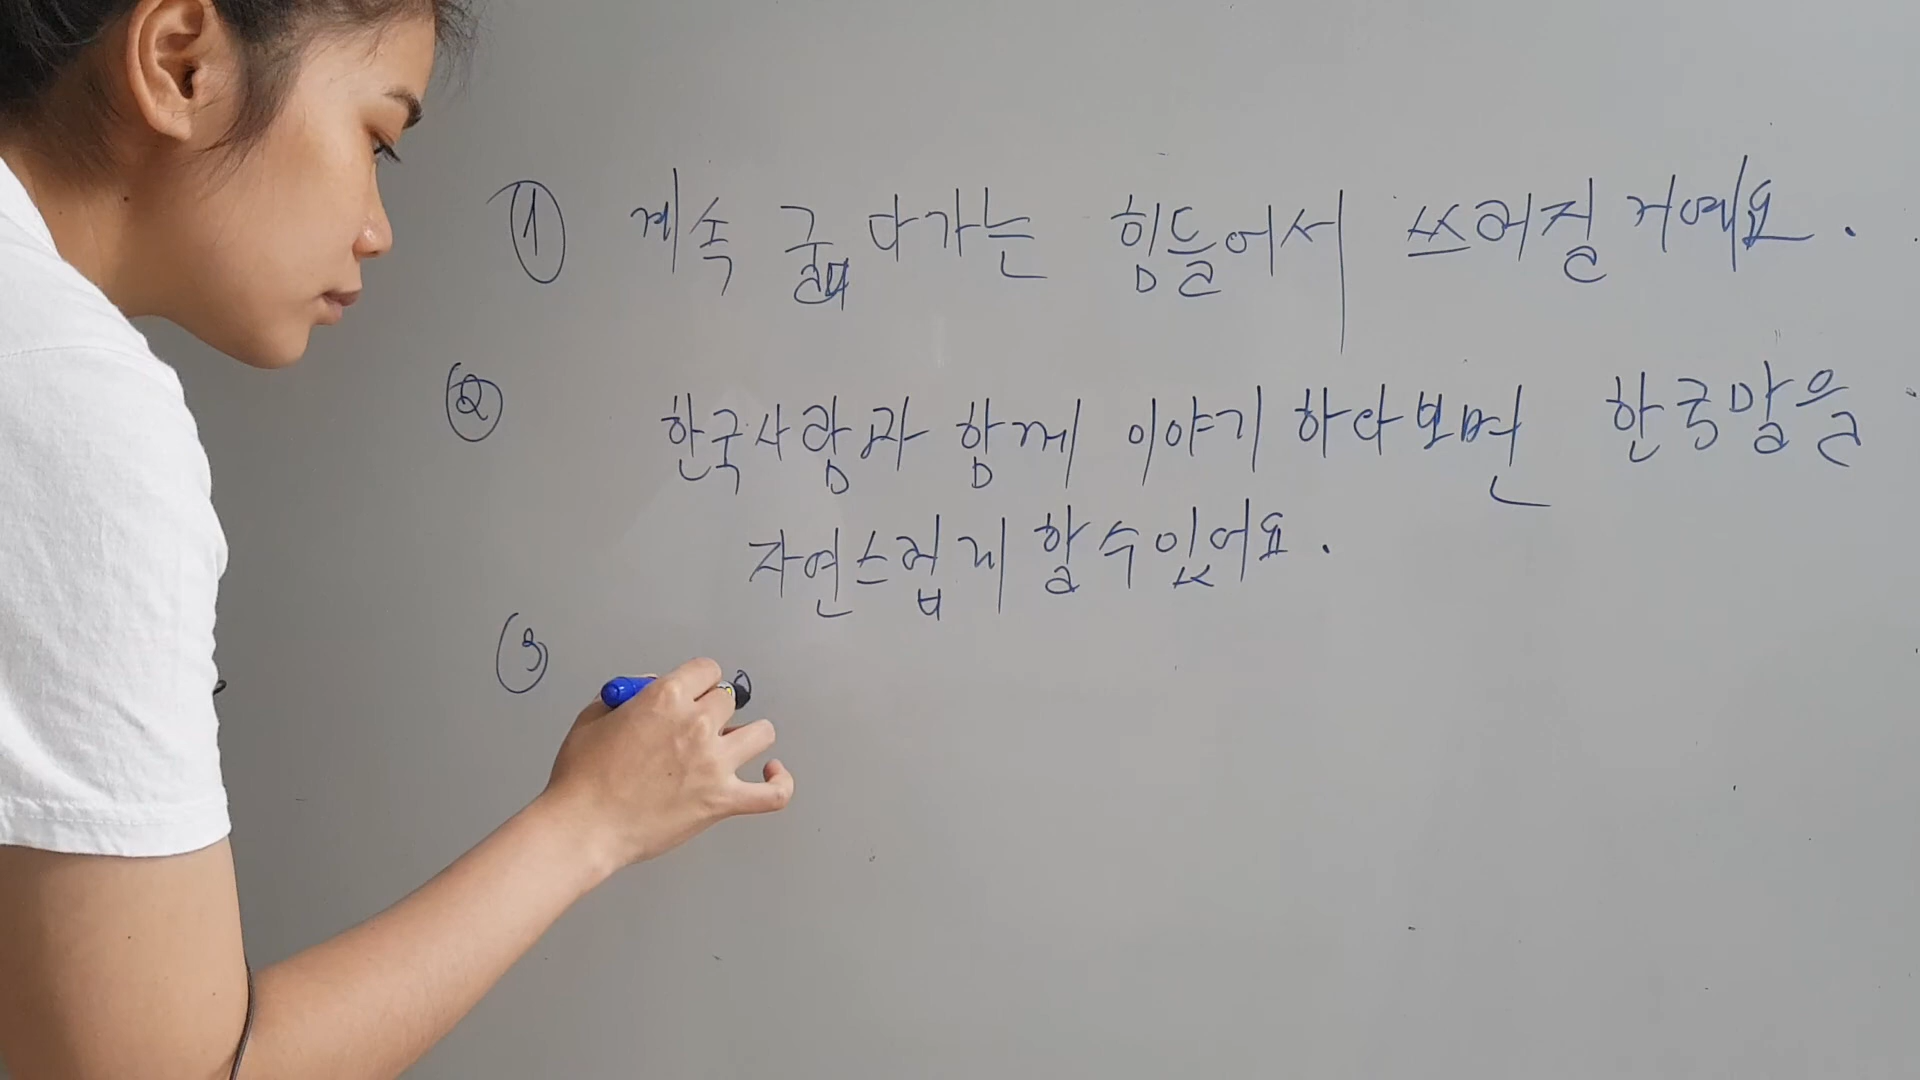 ① 계속 굶다가는 힘들어서 쓰러질 거예요.
② 한국사람과 함께 이야기 하다보면 한국말을
자연스럽게 할 수 있어요.
③